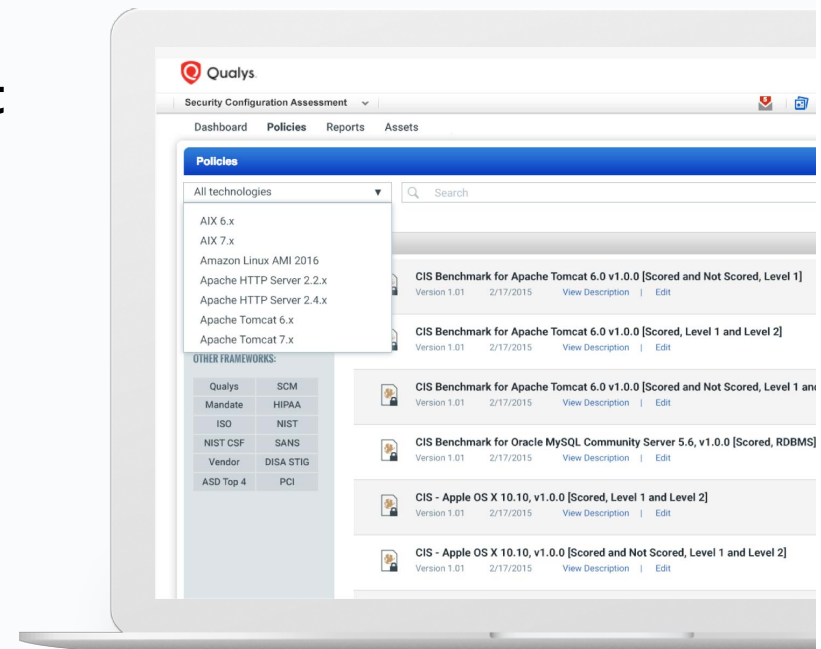 t
Qualys.
Security Configuration Assessment
5
Dashboard Policies Reports Assets
Policies
All technologies
Search
AIX 6.x
AIX 7.x
Amazon Linux AMI 2016
Apache HTTP Server 2.2.x
Apache HTTP Server 2.4.x
Apache Tomcat 6.x
Apache Tomcat 7.x
OTHER FRAMEWORKS:
Qualys SCM
Mandate HIPAA
ISO NIST
NIST CSF SANS
Vendor DISA STIG
ASD Top 4 PCI
CIS Benchmark for Apache Tomcat 6.0 v1.0.0 [Scored and Not Scored, Level 1]
Version 1.01 2/17/2015 View Description | Edit
CIS Benchmark for Apache Tomcat 6.0 v1.0.0 [Scored, Level 1 and Level 2]
Version 1.01 2/17/2015 View Description | Edit
CIS Benchmark for Apache Tomcat 6.0 v1.0.0 [Scored and Not Scored, Level 1 and
Version 1.01 2/17/2015 View Description | Edit
CIS Benchmark for Oracle MySQL Community Server 5.6, v1.0.0 [Scored, RDBMS]
Version 1.01 2/17/2015 View Description | Edit
CIS - Apple OS X 10.10, v1.0.0 [Scored, Level 1 and Level 2]
Version 1.01 2/17/2015 View Description | Edit
CIS - Apple OS X 10.10, v1.0.0 [Scored and Not Scored, Level 1 and Level 2]
Version 1.01 2/17/2015 View Description | Edit